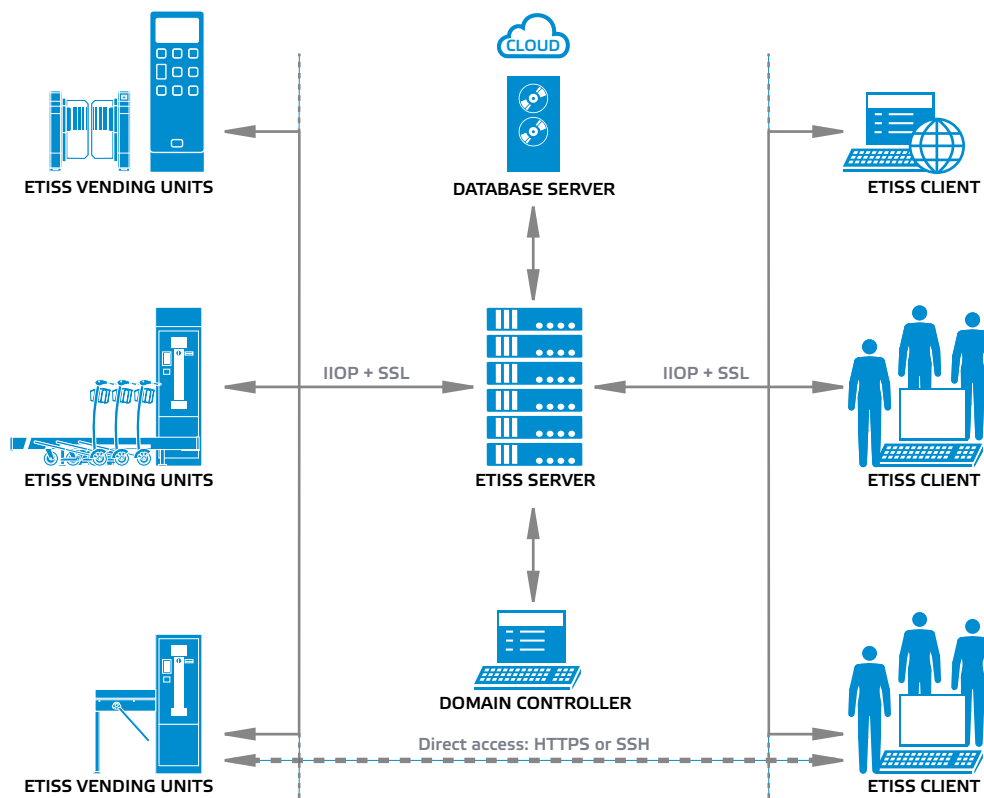 CLOUD
ETISS VENDING UNITS
DATABASE SERVER
ETISS CLIENT
IIOP + SSL
IIOP + SSL
ETISS VENDING UNITS
ETISS SERVER
ETISS CLIENT
DOMAIN CONTROLLER
Direct access: HTTPS or SSH
ETISS VENDING UNITS
ETISS CLIENT